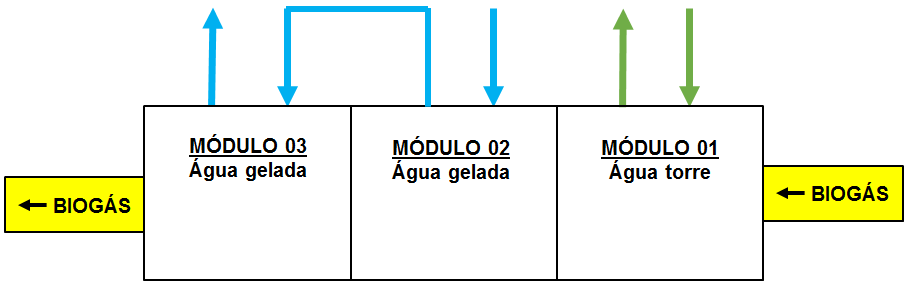 MÓDULO 03
Água gelada
MÓDULO 02
Água gelada
MÓDULO 01
Água torre
BIOGÁS
BIOGÁS